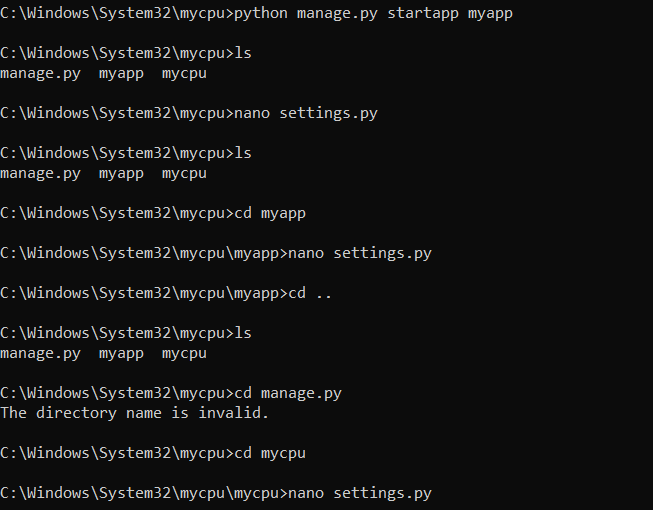 C:\Windows\System32\mycpu>python manage.py startapp myapp
C:\Windows\System32\mycpu>ls
manage.py  myapp  mycpu
C:\Windows\System32\mycpu>nano settings.py
C:\Windows\System32\mycpu>ls
manage.py  myapp  mycpu
C:\Windows\System32\mycpu>cd myapp
C:\Windows\System32\mycpu\myapp>nano settings.py
C:\Windows\System32\mycpu\myapp>cd ..
C:\Windows\System32\mycpu>ls
manage.py  myapp  mycpu
C:\Windows\System32\mycpu>cd manage.py
The directory name is invalid.
C:\Windows\System32\mycpu>cd mycpu
C:\Windows\System32\mycpu\mycpu>nano settings.py